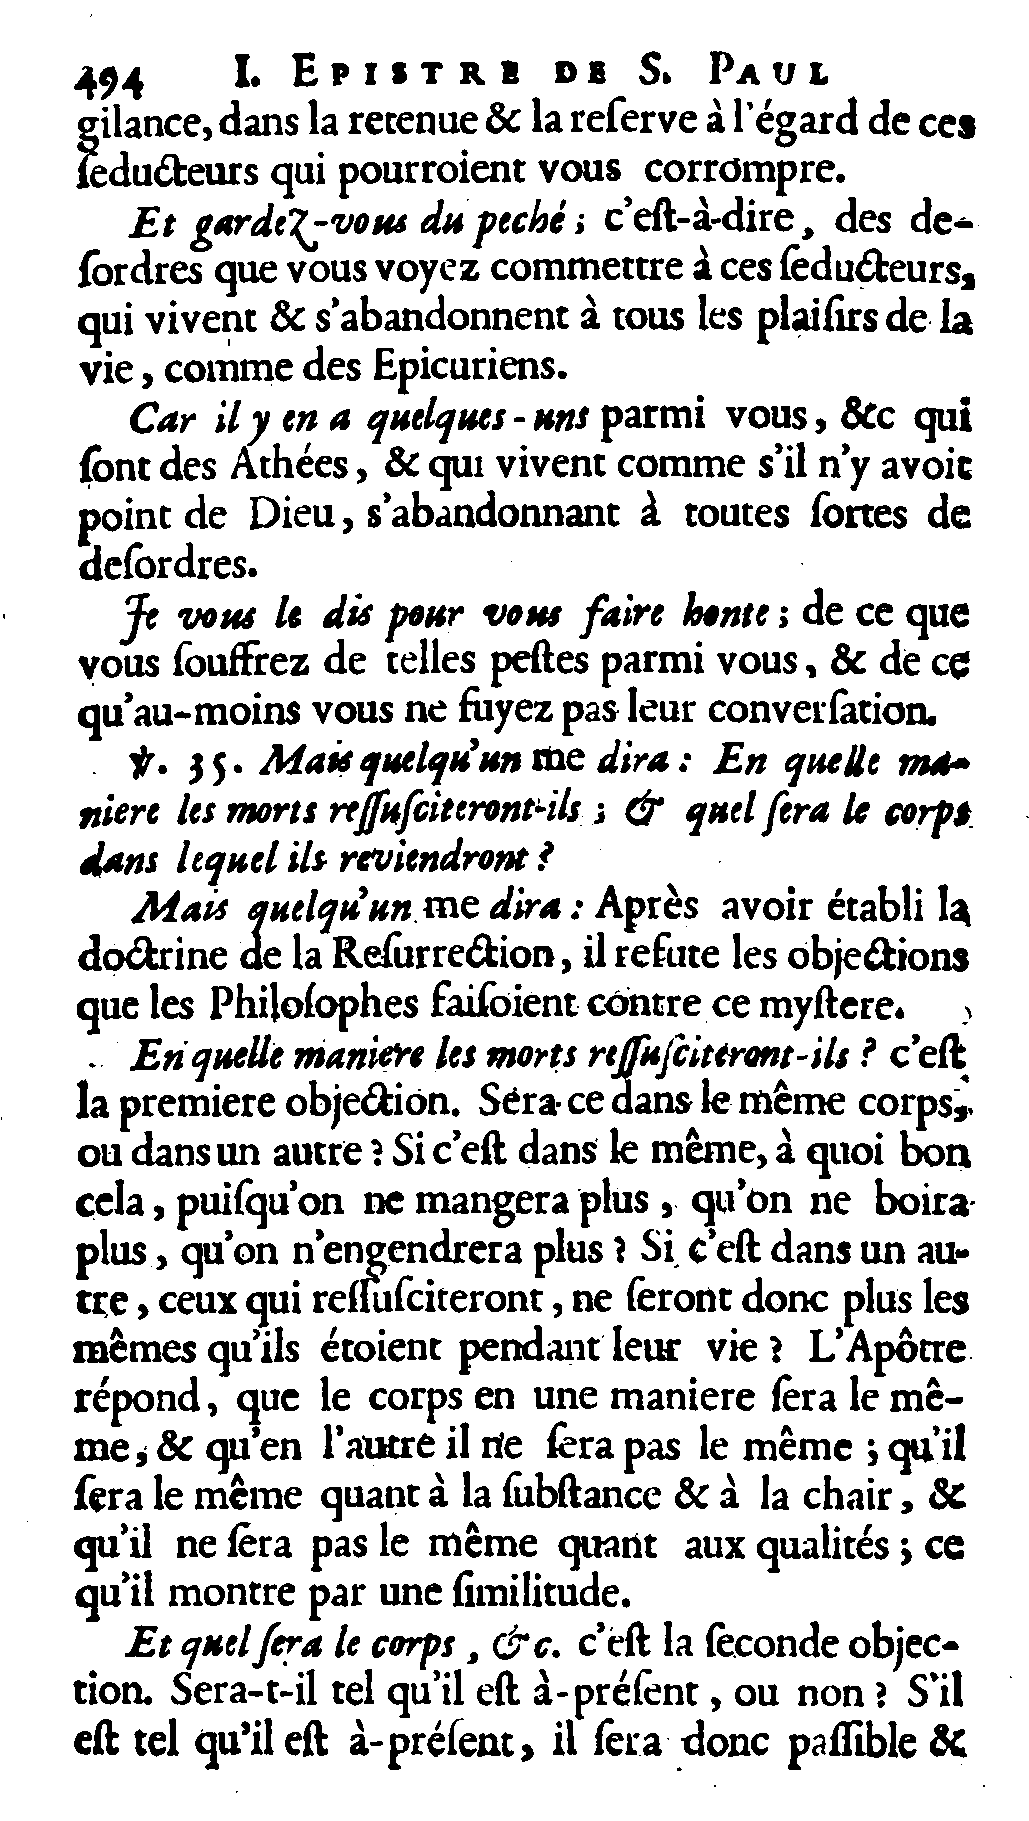 494 I. EPISTRE DE S. PAUL
gilance, dans la retenue & la reſerve à l'égard de ces
ſeducteurs qui pourroient vous corrompre.
Et gardez-vous du peché ; c'eſt-à-dire, des de-
ſordres que vous voyez commettre à ces ſeducteurs,
qui vivent & s'abandonnent à tous les plaiſirs de la
vie, comme des Epicuriens.
Car il y en a quelques-uns parmi vous, &c qui
ſont des Athées, & qui vivent comme s'il n'y avoit
point de Dieu, s'abandonnant à toutes ſortes de
deſordres.
Je vous le dis pour vous faire honte ; de ce que
vous ſouffrez de telles peſtes parmi vous, & de ce
qu'au-moins vous ne fuyez pas leur converſation.
℣. 35. Mais quelqu'un me dira : En quelle ma-
niere les morts reſſuſciteront-ils ; & quel ſera le corps
dans lequel ils reviendront ?
Mais quelqu'un me dira : Après avoir établi la
doctrine de la Reſurrection, il refute les objections
que les Philoſophes faiſoient contre ce myſtere.
En quelle maniere les morts reſſuſciteront-ils ? c'eſt
la premiere objection. Sera-ce dans le même corps,
ou dans un autre ? Si c'eſt dans le même, à quoi bon
cela, puiſqu'on ne mangera plus, qu'on ne boira
plus, qu'on n'engendrera plus ? Si c'eſt dans un au-
tre, ceux qui reſſuſciteront, ne ſeront donc plus les
mêmes qu'ils étoient pendant leur vie ? L'Apôtre
répond, que le corps en une maniere ſera le mê-
me, & qu'en l'autre il ne ſera pas le même ; qu'il
ſera le même quant à la ſubſtance & à la chair, &
qu'il ne ſera pas le même quant aux qualités ; ce
qu'il montre par une ſimilitude.
Et quel ſera le corps, &c. c'eſt la ſeconde objec-
tion. Sera-t-il tel qu'il eſt à-préſent, ou non ? S'il
eſt tel qu'il eſt à-préſent, il ſera donc paſſible &